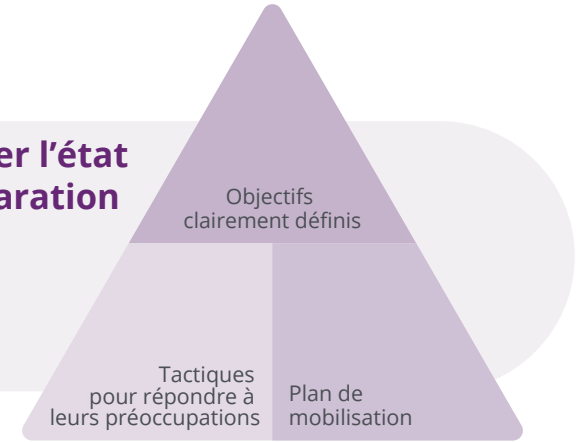 er l’état
aration
Objectifs
clairement définis
Tactiques
pour répondre à
leurs préoccupations
Plan de
mobilisation